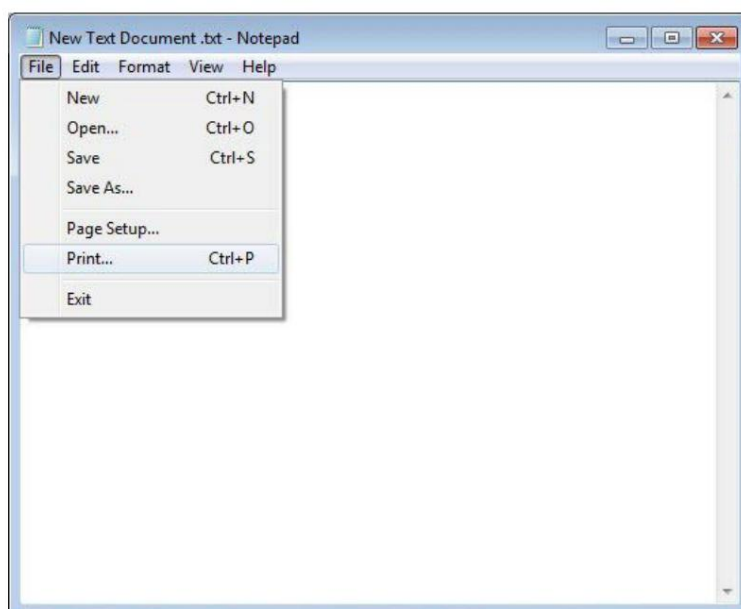 New Text Document .txt - Notepad
File Edit Format View Help
New Ctrl+N
Open... Ctrl+O
Save Ctrl+S
Save As...
Page Setup...
Print... Ctrl+P
Exit